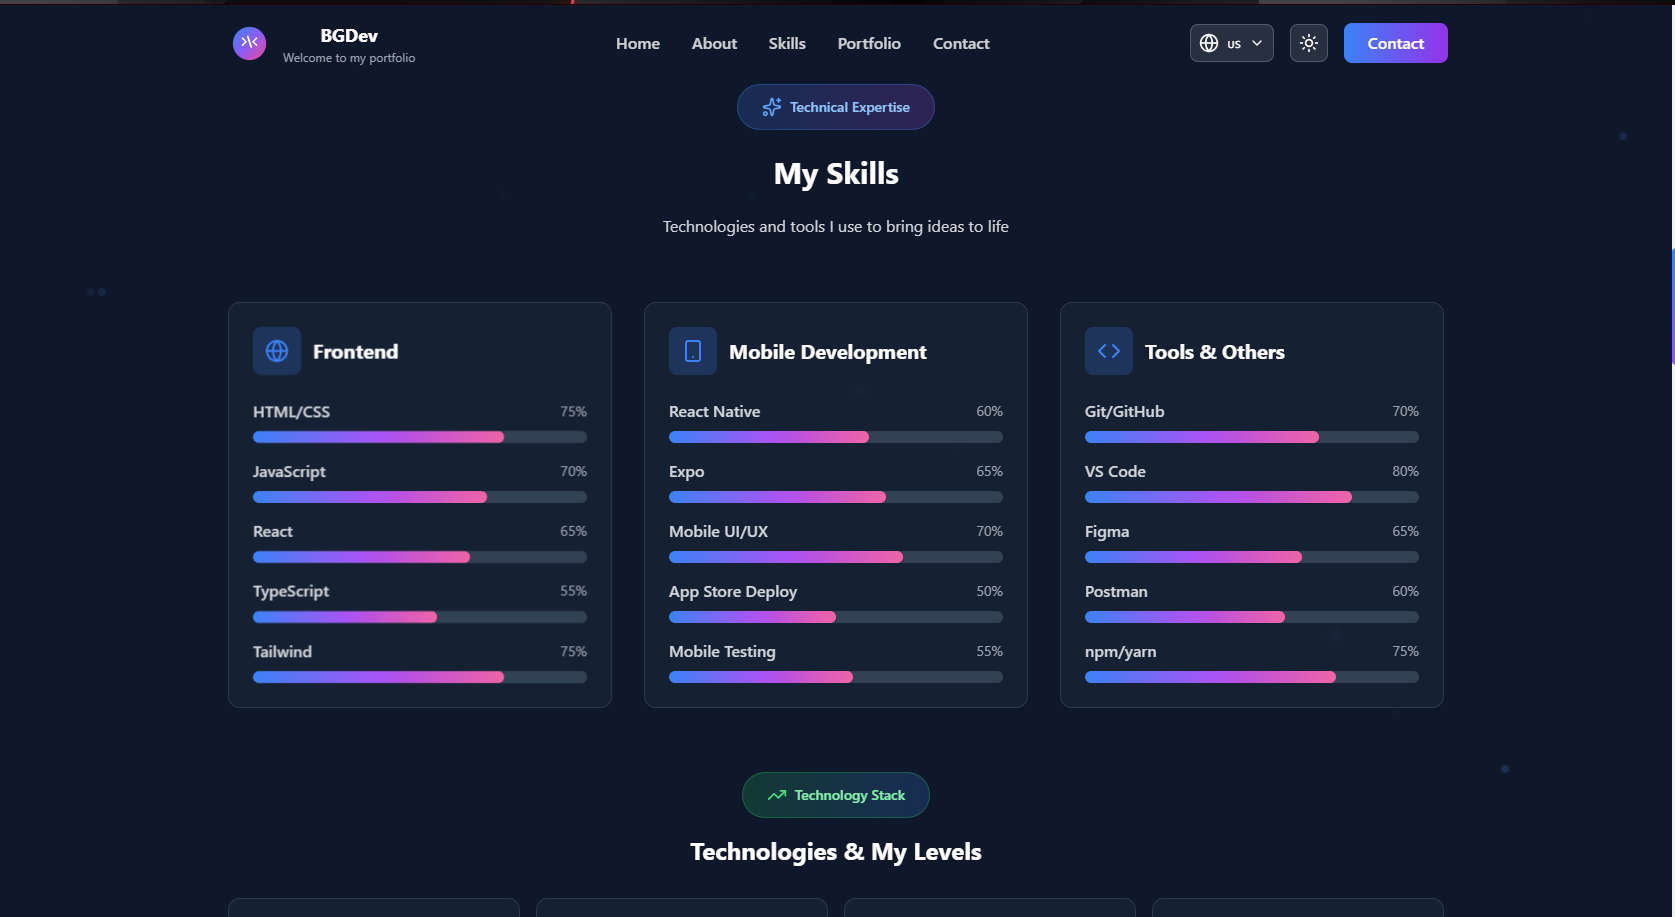 BGDev
Welcome to my portfolio
Home
About
Skills
Portfolio
Contact
US
Contact
Technical Expertise
My Skills
Technologies and tools I use to bring ideas to life
Frontend
HTML/CSS 75%
JavaScript 70%
React 65%
TypeScript 55%
Tailwind 75%
Mobile Development
React Native 60%
Expo 65%
Mobile UI/UX 70%
App Store Deploy 50%
Mobile Testing 55%
Tools & Others
Git/GitHub 70%
VS Code 80%
Figma 65%
Postman 60%
npm/yarn 75%
Technology Stack
Technologies & My Levels